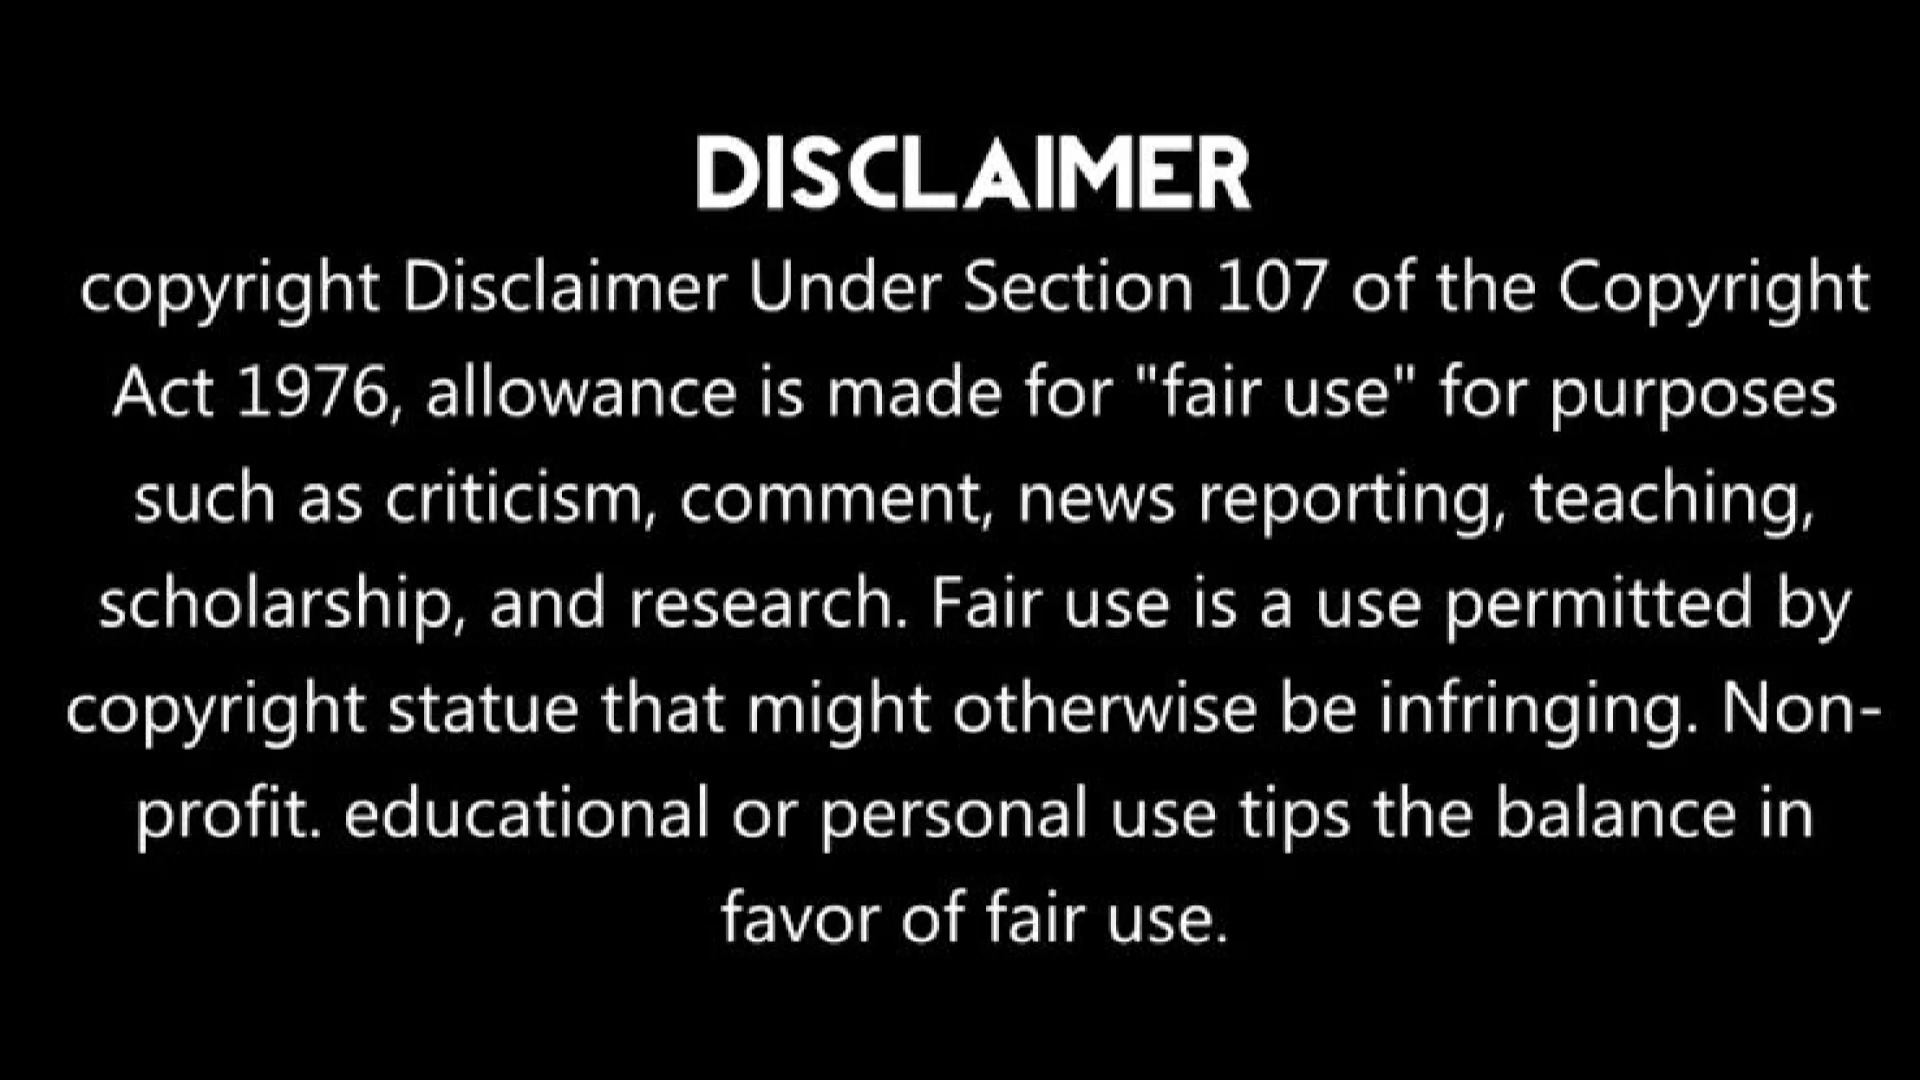 DISCLAIMER
copyright Disclaimer Under Section 107 of the Copyright
Act 1976, allowance is made for "fair use" for purposes
such as criticism, comment, news reporting, teaching,
scholarship, and research. Fair use is a use permitted by
copyright statue that might otherwise be infringing. Non-
profit. educational or personal use tips the balance in
favor of fair use.